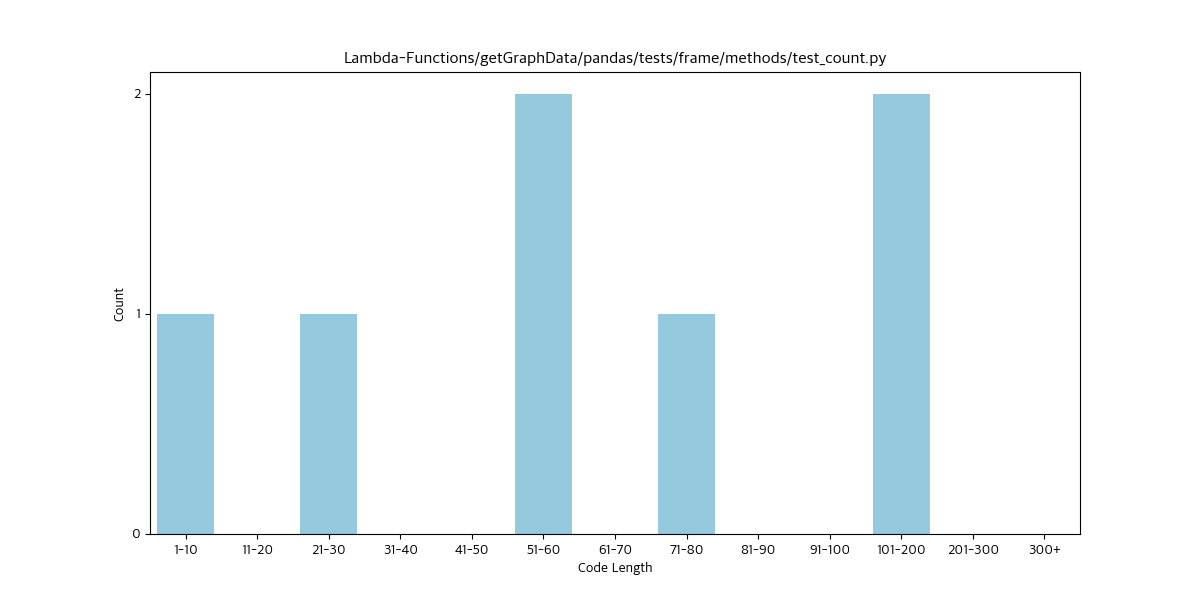 Lambda-Functions/getGraphData/pandas/tests/frame/methods/test_count.py
2
1
0
Count
1-10 11-20 21-30 31-40 41-50 51-60 61-70 71-80 81-90 91-100 101-200 201-300 300+
Code Length